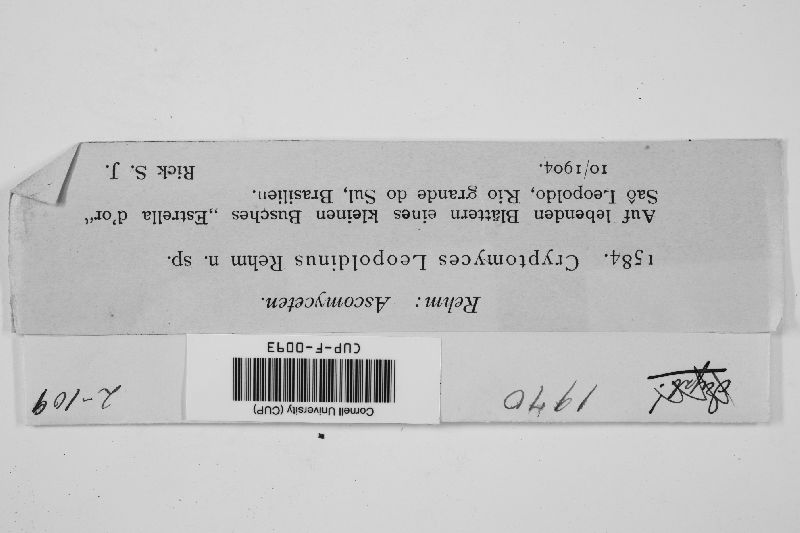 Cornell University (CUP)
CUP-F-0093
1940
2-109
Rehm: Ascomyceten.
1584. Cryptomyces Leopoldinus Rehm n. sp.
Auf lebenden Blättern eines kleinen Busches „Estrella d'or“
Saô Leopoldo, Rio grande do Sul, Brasilien.
10/1904. Rick S. J.